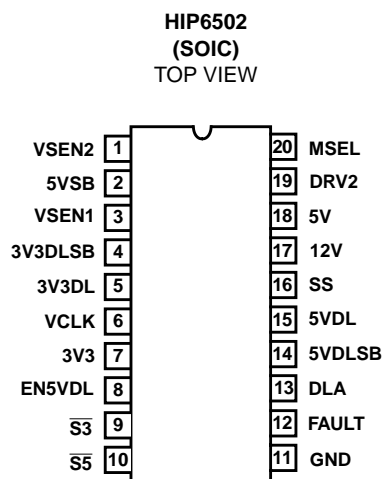 HIP6502
(SOIC)
TOP VIEW
VSEN2 1
5VSB 2
VSEN1 3
3V3DLSB 4
3V3DL 5
VCLK 6
3V3 7
EN5VDL 8
S3 9
S5 10
20 MSEL
19 DRV2
18 5V
17 12V
16 SS
15 5VDL
14 5VDLSB
13 DLA
12 FAULT
11 GND